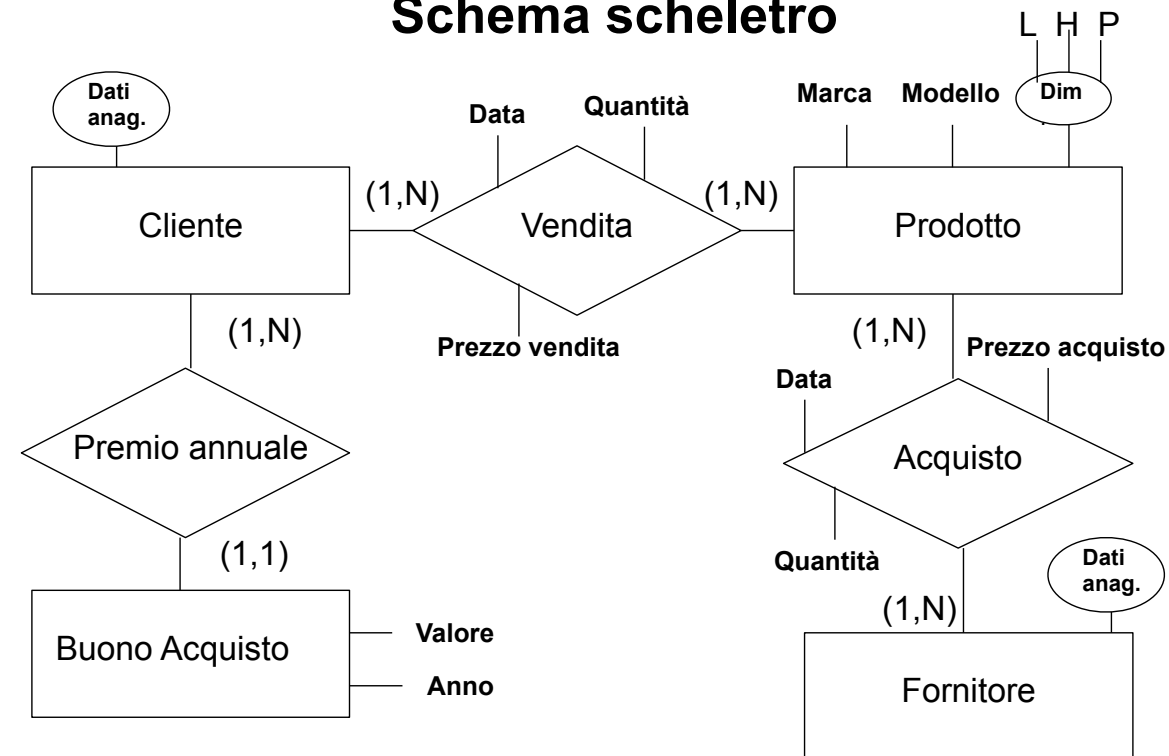 Schema scheletro
L H P
Dati
anag.
Data
Quantità
Marca
Modello
Dim
(1,N)
(1,N)
Cliente
Vendita
Prodotto
(1,N)
Prezzo vendita
(1,N)
Prezzo acquisto
Data
Premio annuale
Acquisto
(1,1)
Quantità
Dati
anag.
(1,N)
Buono Acquisto
Valore
Anno
Fornitore